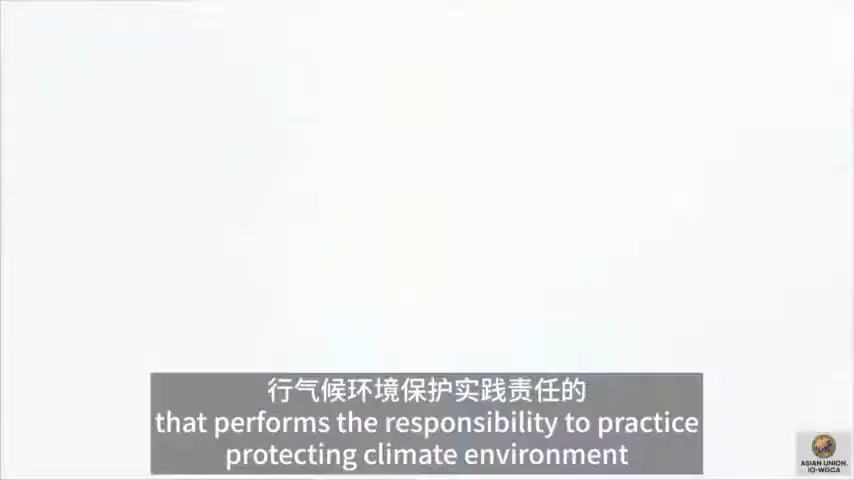 行气候环境保护实践责任的
that performs the responsibility to practice
protecting climate environment
ASIAN UNION.
IO-WGCA